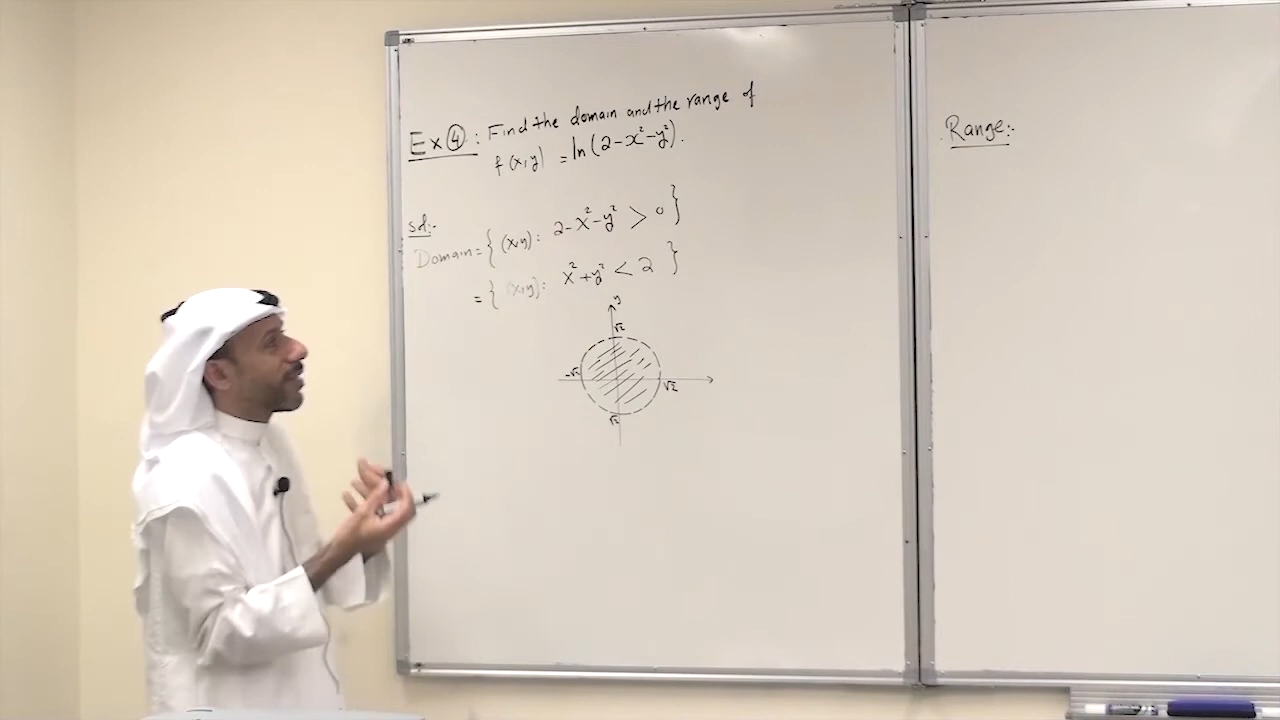 Ex ④ : Find the domain and the range of
f(x,y) = ln(2-x²-y²).
sol:-
Domain = { (x,y): 2-x²-y² > 0 }
= { (x,y): x²+y² < 2 }
y
√2
-√2
√2
√2
Range:-